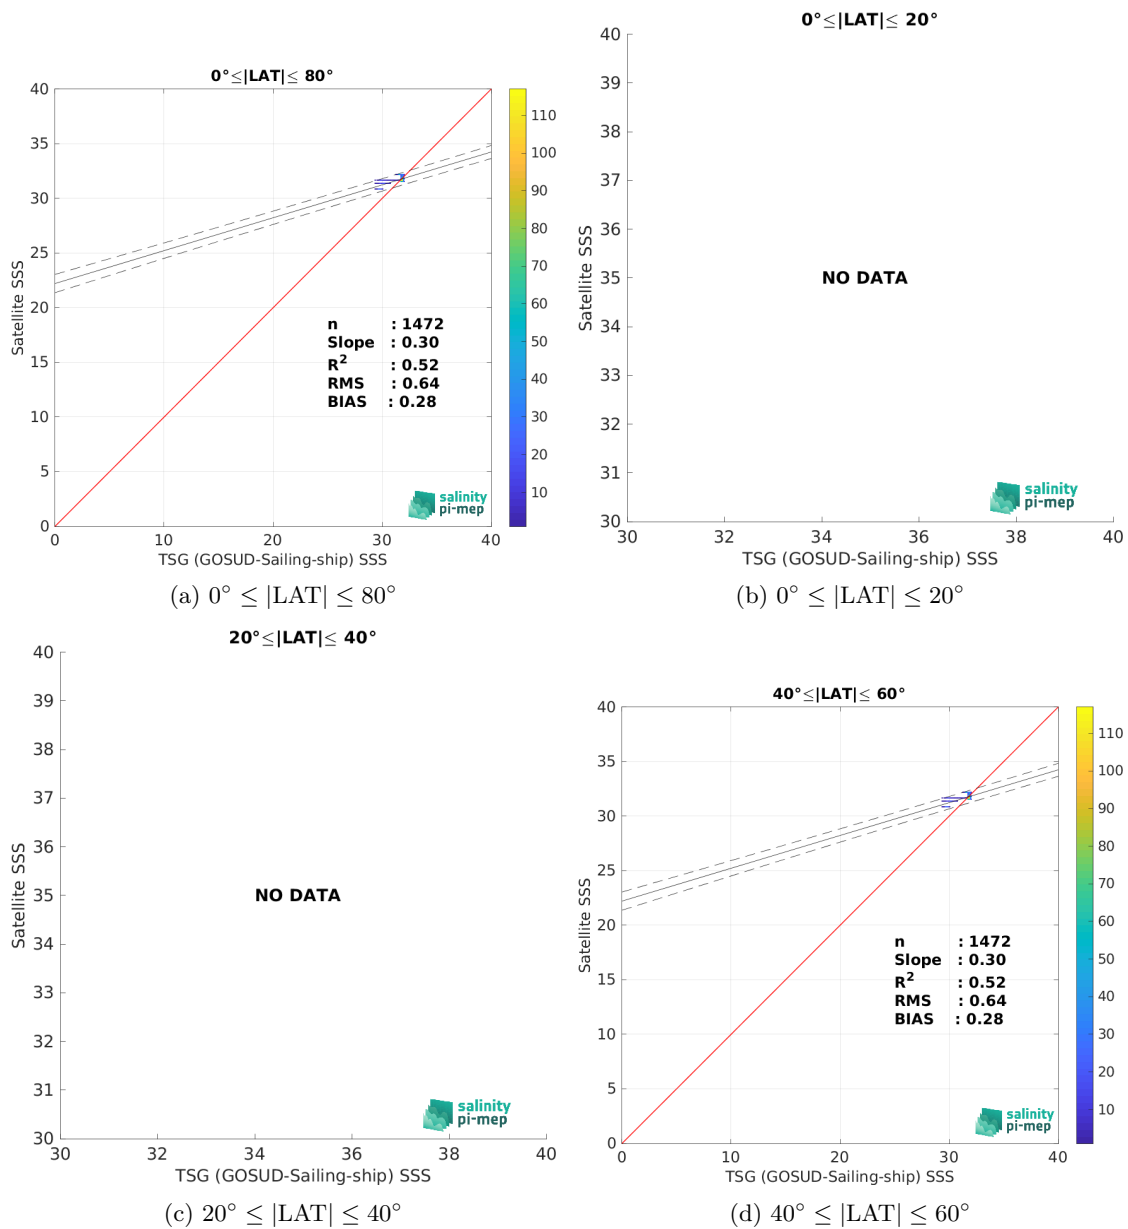 0°≤|LAT|≤ 80°
40
35
30
25
20
15
10
5
0
0
10
20
30
40
110
100
90
80
70
60
50
40
30
20
10
Satellite SSS
n : 1472
Slope : 0.30
R² : 0.52
RMS : 0.64
BIAS : 0.28
salinity
pi-mep
TSG (GOSUD-Sailing-ship) SSS
(a) 0° ≤ |LAT| ≤ 80°
0°≤|LAT|≤ 20°
40
39
38
37
36
35
34
33
32
31
30
30
32
34
36
38
40
Satellite SSS
NO DATA
salinity
pi-mep
TSG (GOSUD-Sailing-ship) SSS
(b) 0° ≤ |LAT| ≤ 20°
20°≤|LAT|≤ 40°
40
39
38
37
36
35
34
33
32
31
30
30
32
34
36
38
40
Satellite SSS
NO DATA
salinity
pi-mep
TSG (GOSUD-Sailing-ship) SSS
(c) 20° ≤ |LAT| ≤ 40°
40°≤|LAT|≤ 60°
40
35
30
25
20
15
10
5
0
0
10
20
30
40
110
100
90
80
70
60
50
40
30
20
10
Satellite SSS
n : 1472
Slope : 0.30
R² : 0.52
RMS : 0.64
BIAS : 0.28
salinity
pi-mep
TSG (GOSUD-Sailing-ship) SSS
(d) 40° ≤ |LAT| ≤ 60°